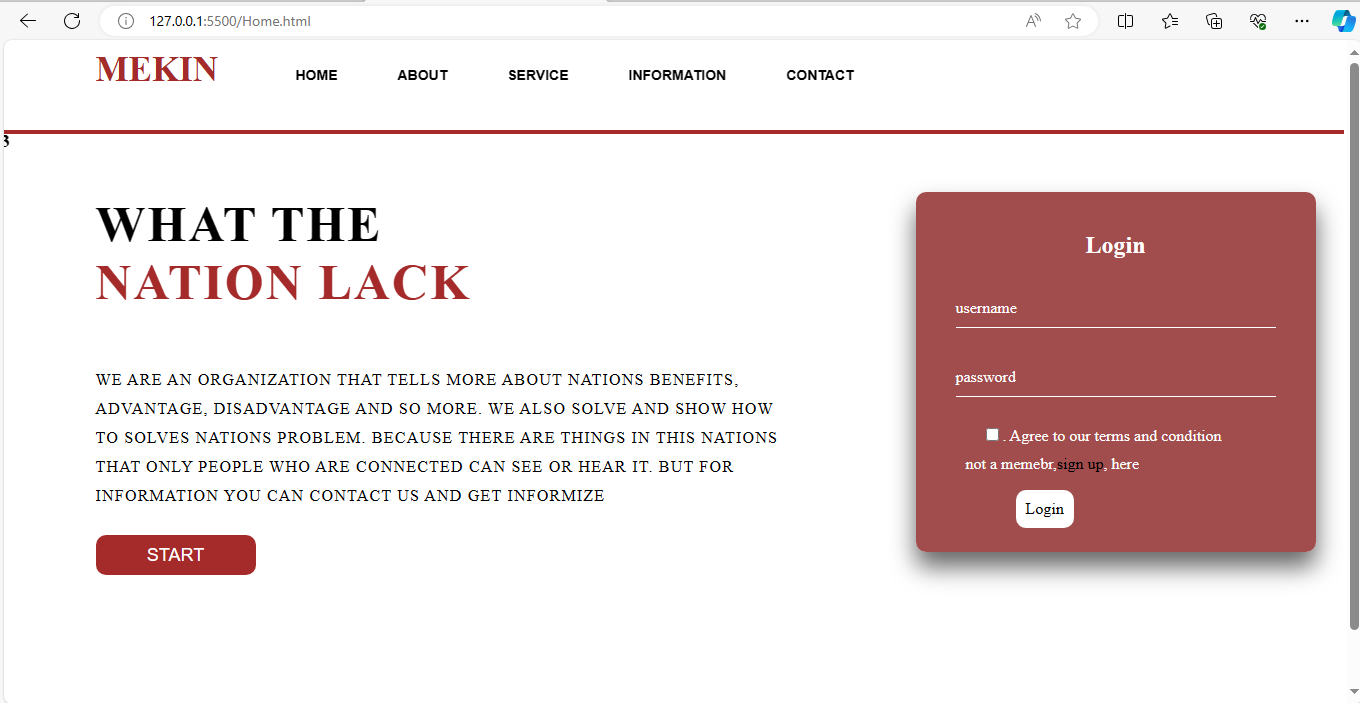 127.0.0.1:5500/Home.html
MEKIN HOME ABOUT SERVICE INFORMATION CONTACT
3
WHAT THE
NATION LACK
WE ARE AN ORGANIZATION THAT TELLS MORE ABOUT NATIONS BENEFITS,
ADVANTAGE, DISADVANTAGE AND SO MORE. WE ALSO SOLVE AND SHOW HOW
TO SOLVES NATIONS PROBLEM. BECAUSE THERE ARE THINGS IN THIS NATIONS
THAT ONLY PEOPLE WHO ARE CONNECTED CAN SEE OR HEAR IT. BUT FOR
INFORMATION YOU CAN CONTACT US AND GET INFORMIZE
START
Login
username
password
. Agree to our terms and condition
not a memebr,sign up, here
Login